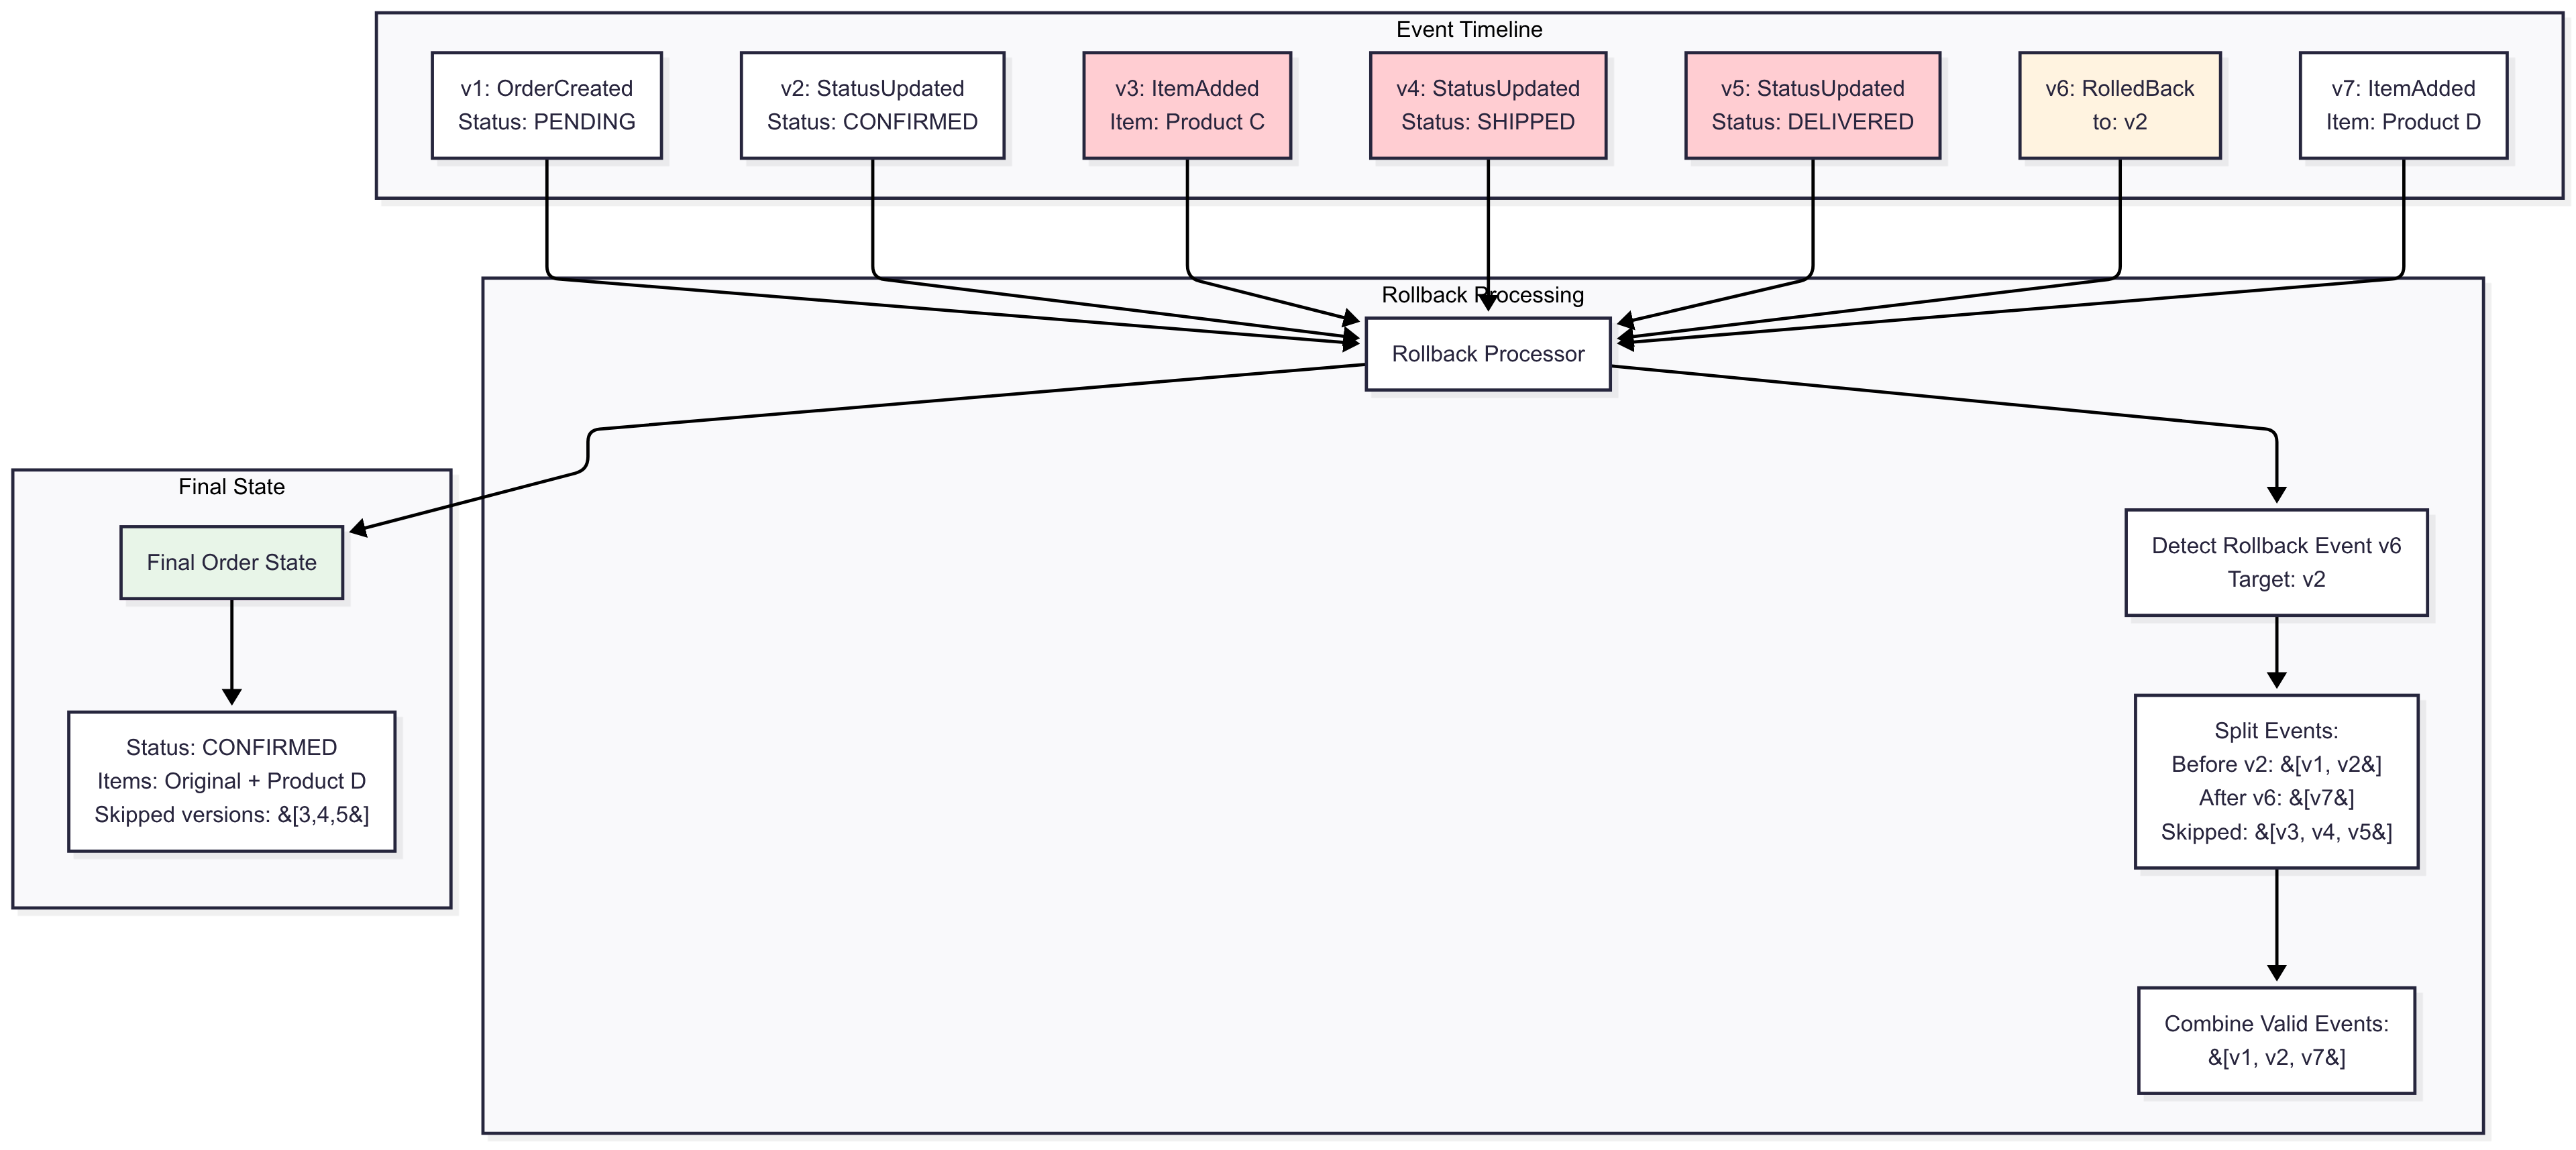 Event Timeline
v1: OrderCreated
Status: PENDING
v2: StatusUpdated
Status: CONFIRMED
v3: ItemAdded
Item: Product C
v4: StatusUpdated
Status: SHIPPED
v5: StatusUpdated
Status: DELIVERED
v6: RolledBack
to: v2
v7: ItemAdded
Item: Product D
Rollback Processing
Rollback Processor
Final State
Final Order State
Status: CONFIRMED
Items: Original + Product D
Skipped versions: &[3,4,5&]
Detect Rollback Event v6
Target: v2
Split Events:
Before v2: &[v1, v2&]
After v6: &[v7&]
Skipped: &[v3, v4, v5&]
Combine Valid Events:
&[v1, v2, v7&]